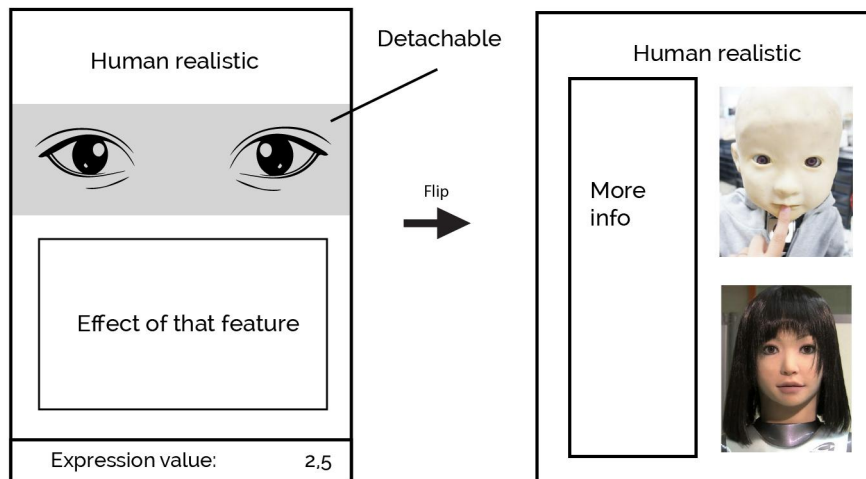 Human realistic
Detachable
Effect of that feature
Expression value: 2,5
Flip
Human realistic
More
info